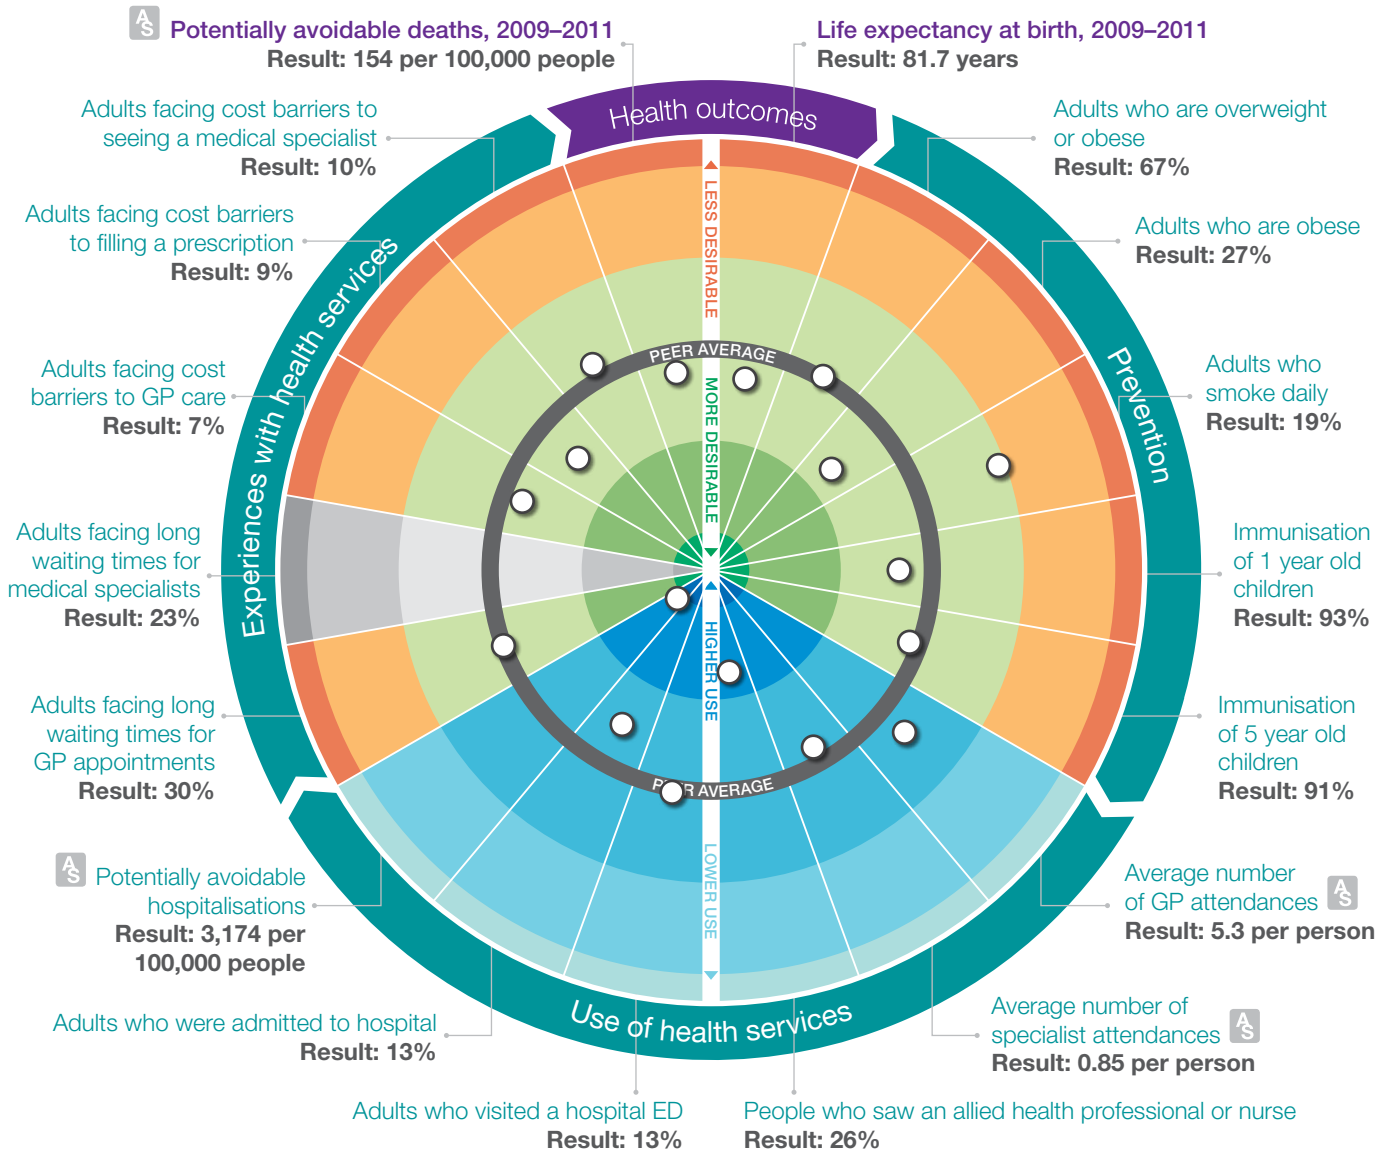 AS
Potentially avoidable deaths, 2009–2011
Result: 154 per 100,000 people
Life expectancy at birth, 2009–2011
Result: 81.7 years
Health outcomes
Adults facing cost barriers to
seeing a medical specialist
Result: 10%
Adults who are overweight
or obese
Result: 67%
Adults facing cost barriers
to filling a prescription
Result: 9%
Adults who are obese
Result: 27%
Adults facing cost
barriers to GP care
Result: 7%
Adults who
smoke daily
Result: 19%
Experiences with health services
Prevention
LESS DESIRABLE
PEER AVERAGE
MORE DESIRABLE
HIGHER USE
PEER AVERAGE
LOWER USE
Adults facing long
waiting times for
medical specialists
Result: 23%
Immunisation
of 1 year old
children
Result: 93%
Adults facing long
waiting times for
GP appointments
Result: 30%
Immunisation
of 5 year old
children
Result: 91%
AS
Potentially avoidable
hospitalisations
Result: 3,174 per
100,000 people
Average number
of GP attendances
AS
Result: 5.3 per person
Use of health services
Adults who were admitted to hospital
Result: 13%
Average number of
specialist attendances
AS
Result: 0.85 per person
Adults who visited a hospital ED
Result: 13%
People who saw an allied health professional or nurse
Result: 26%